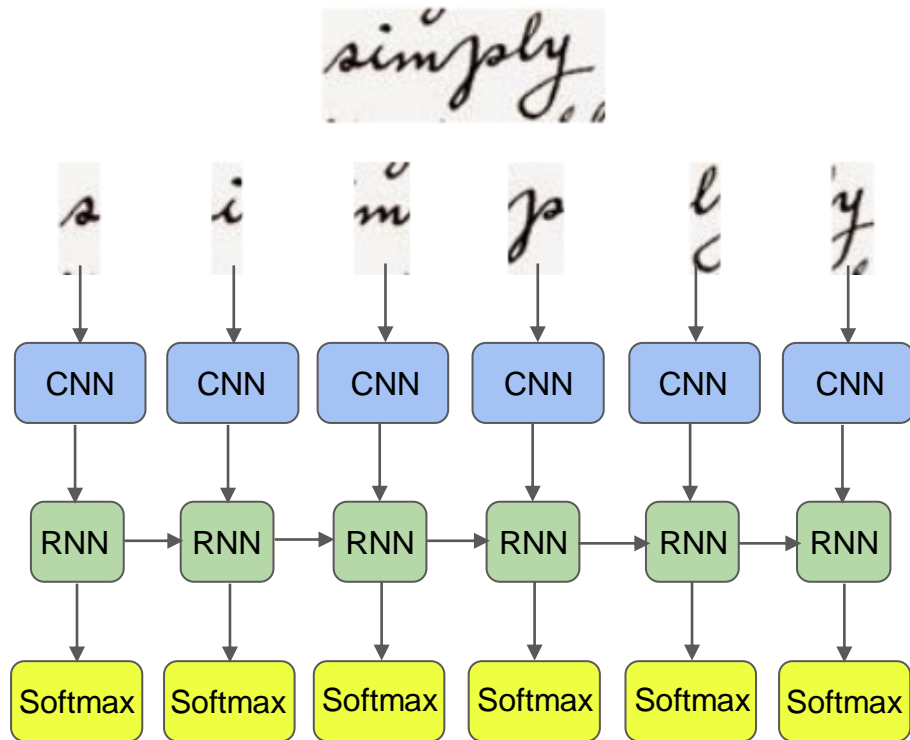 simply
s i m p l y
CNN CNN CNN CNN CNN CNN
RNN RNN RNN RNN RNN RNN
Softmax Softmax Softmax Softmax Softmax Softmax